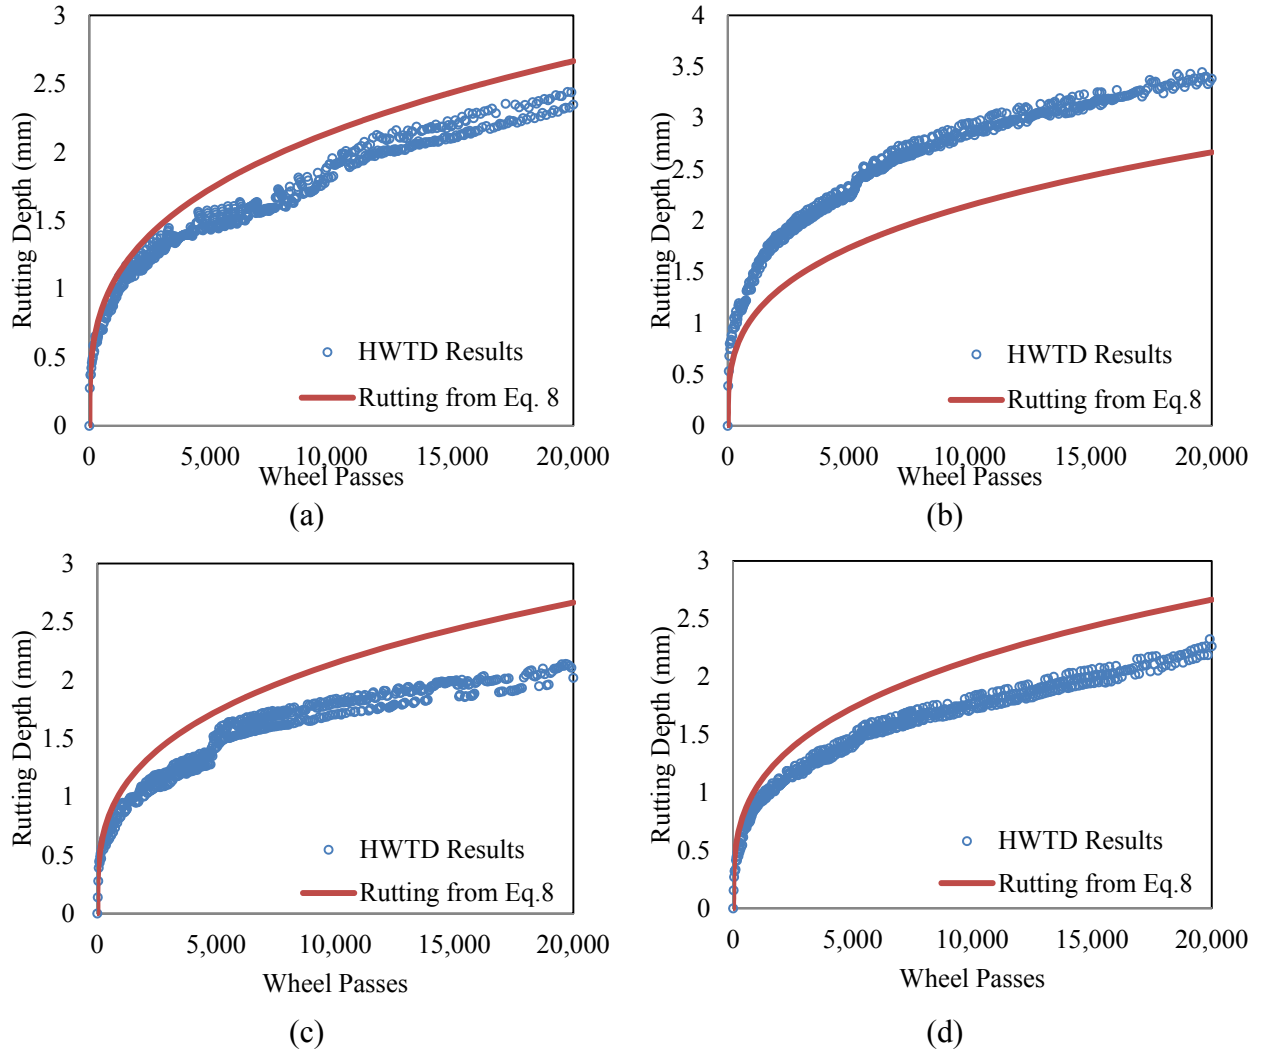 3
2.5
2
1.5
1
0.5
0
Rutting Depth (mm)
HWTD Results
Rutting from Eq. 8
0 5,000 10,000 15,000 20,000
Wheel Passes
(a)
4
3.5
3
2.5
2
1.5
1
0.5
0
Rutting Depth (mm)
HWTD Results
Rutting from Eq.8
0 5,000 10,000 15,000 20,000
Wheel Passes
(b)
3
2.5
2
1.5
1
0.5
0
Rutting Depth (mm)
HWTD Results
Rutting from Eq.8
0 5,000 10,000 15,000 20,000
Wheel Passes
(c)
3
2.5
2
1.5
1
0.5
0
Rutting Depth (mm)
HWTD Results
Rutting from Eq.8
0 5,000 10,000 15,000 20,000
Wheel Passes
(d)